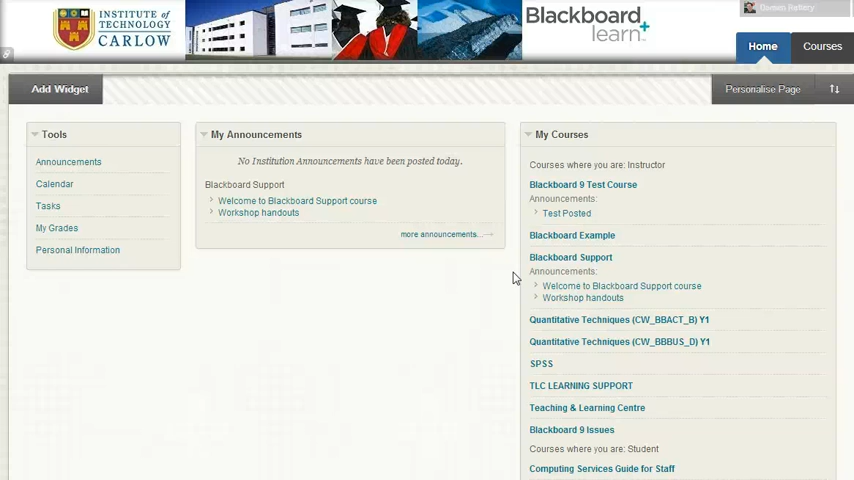 INSTITUTE of
TECHNOLOGY
CARLOW
Blackboard
learn+
Home
Courses
Add Widget
Personalise Page
Tools
Announcements
Calendar
Tasks
My Grades
Personal Information
My Announcements
No Institution Announcements have been posted today.
Blackboard Support
Welcome to Blackboard Support course
Workshop handouts
more announcements...
My Courses
Courses where you are: Instructor
Blackboard 9 Test Course
Announcements:
Test Posted
Blackboard Example
Blackboard Support
Announcements:
Welcome to Blackboard Support course
Workshop handouts
Quantitative Techniques (CW_BBACT_B) Y1
Quantitative Techniques (CW_BBBUS_D) Y1
SPSS
TLC LEARNING SUPPORT
Teaching & Learning Centre
Blackboard 9 Issues
Courses where you are: Student
Computing Services Guide for Staff